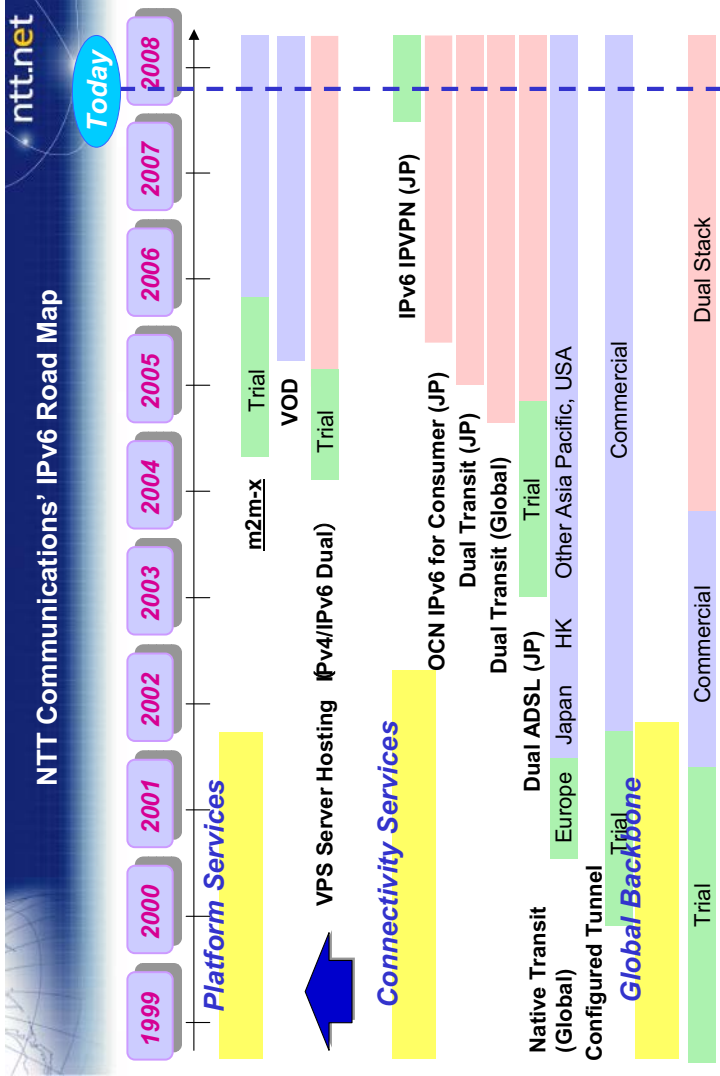 NTT Communications' IPv6 Road Map
ntt.net
Today
1999 2000 2001 2002 2003 2004 2005 2006 2007 2008
Platform Services
m2m-x
Trial
VOD
VPS Server Hosting (IPv4/IPv6 Dual)
Trial
Connectivity Services
IPv6 IPVPN (JP)
OCN IPv6 for Consumer (JP)
Dual Transit (JP)
Dual Transit (Global)
Dual ADSL (JP)
Trial
Native Transit
(Global)
Europe Japan HK Other Asia Pacific, USA
Configured Tunnel
Trial
Commercial
Global Backbone
Trial
Commercial
Dual Stack